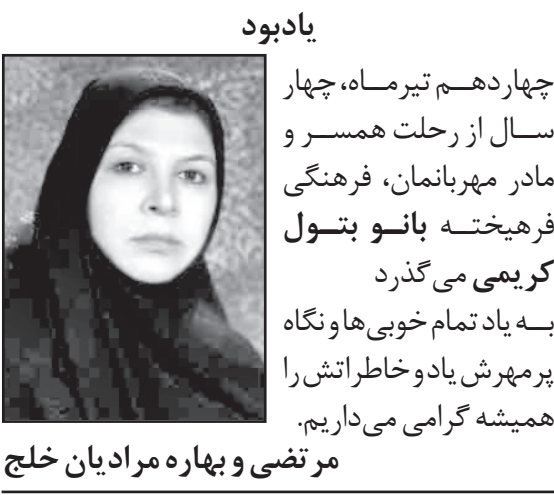 یادبود
چهاردهم تیرماه، چهار
سال از رحلت همسر و
مادر مهربانمان، فرهنگی
فرهیخته بانو بتول
کریمی می گذرد
به یاد تمام خوبی‌ها و نگاه
پرمهرش یاد و خاطراتش را
همیشه گرامی می‌داریم.
مرتضی و بهاره مرادیان خلج